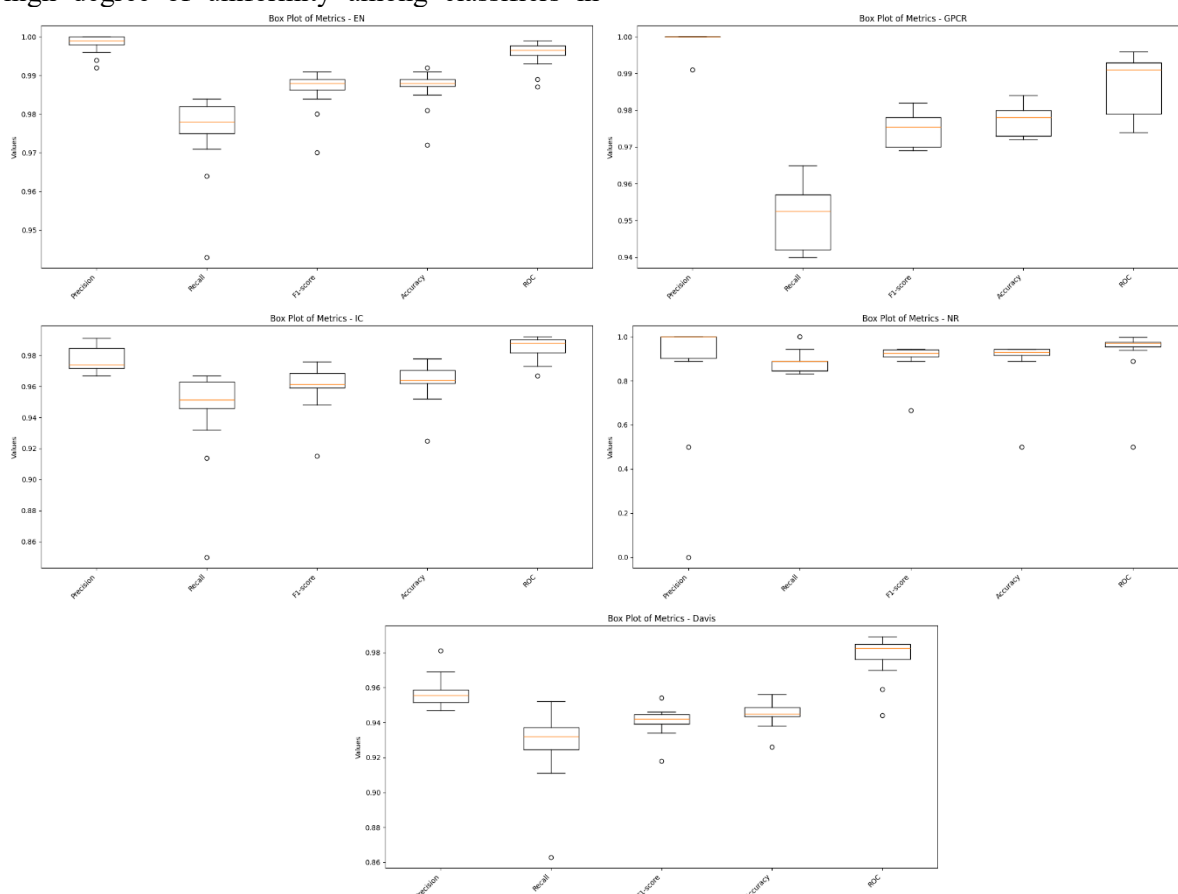 high degree of uniformity among classifiers in
Box Plot of Metrics - EN
Values
1.00
0.99
0.98
0.97
0.96
0.95
Precision
Recall
F1-score
Accuracy
ROC
Box Plot of Metrics - GPCR
Values
1.00
0.99
0.98
0.97
0.96
0.95
0.94
Precision
Recall
F1-score
Accuracy
ROC
Box Plot of Metrics - IC
Values
0.98
0.96
0.94
0.92
0.90
0.88
0.86
Precision
Recall
F1-score
Accuracy
ROC
Box Plot of Metrics - NR
Values
1.0
0.8
0.6
0.4
0.2
0.0
Precision
Recall
F1-score
Accuracy
ROC
Box Plot of Metrics - Davis
Values
0.98
0.96
0.94
0.92
0.90
0.88
0.86
Precision
Recall
F1-score
Accuracy
ROC